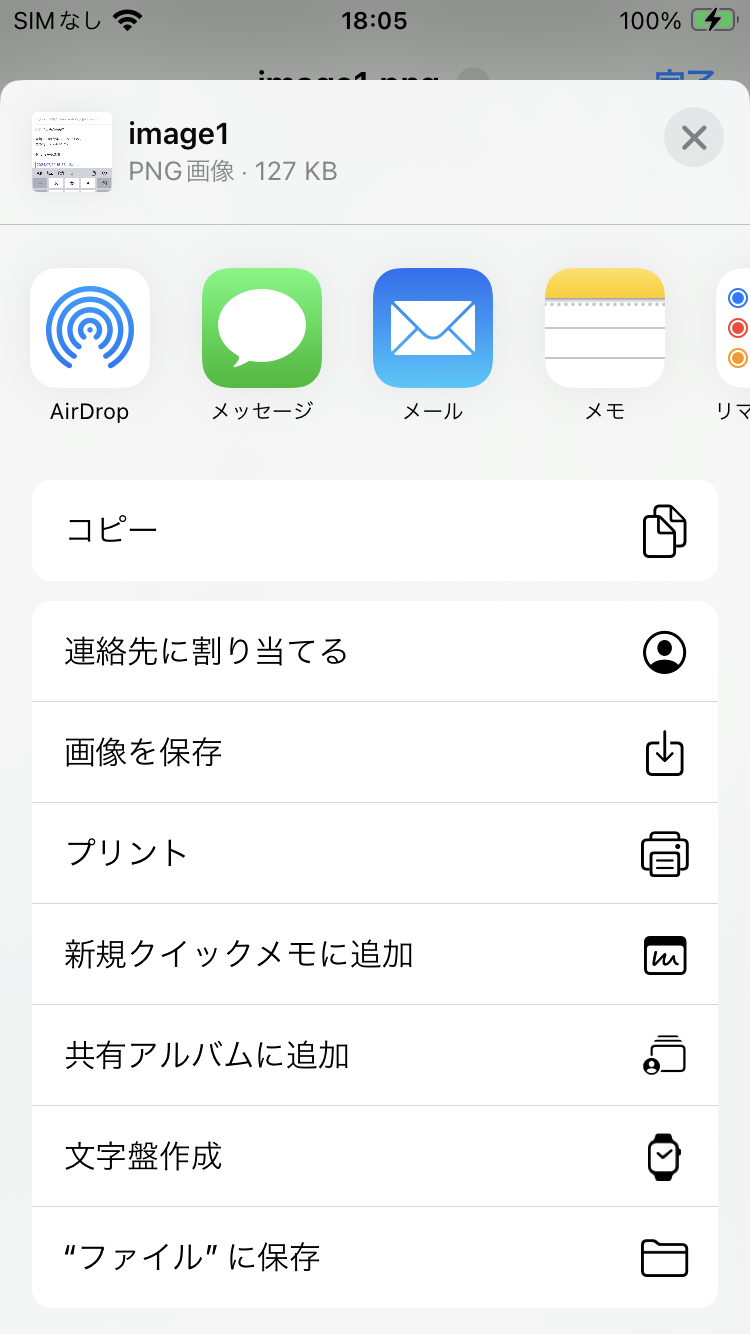 SIMなし 18:05 100%
image1.png 完了
image1
PNG画像 · 127 KB
AirDrop メッセージ メール メモ リマ
コピー
連絡先に割り当てる
画像を保存
プリント
新規クイックメモに追加
共有アルバムに追加
文字盤作成
“ファイル” に保存